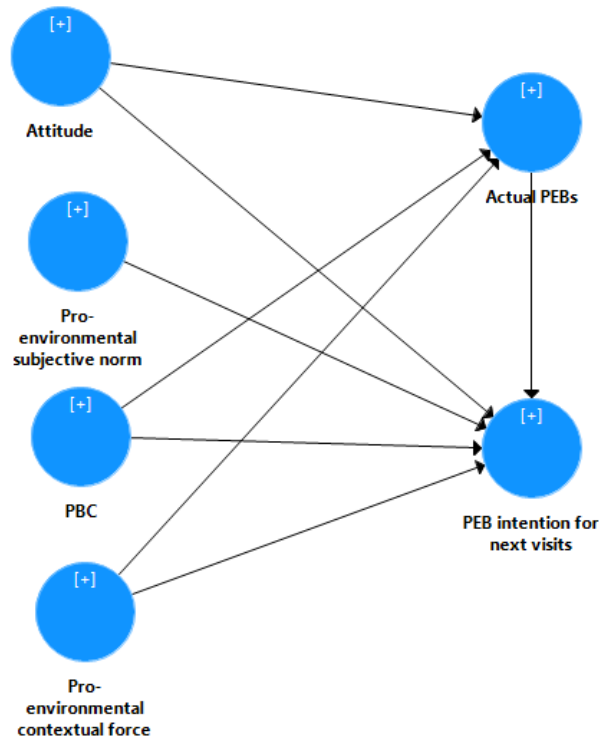 [+]
Attitude
[+]
Actual PEBs
[+]
Pro-
environmental
subjective norm
[+]
PBC
[+]
PEB intention for
next visits
[+]
Pro-
environmental
contextual force